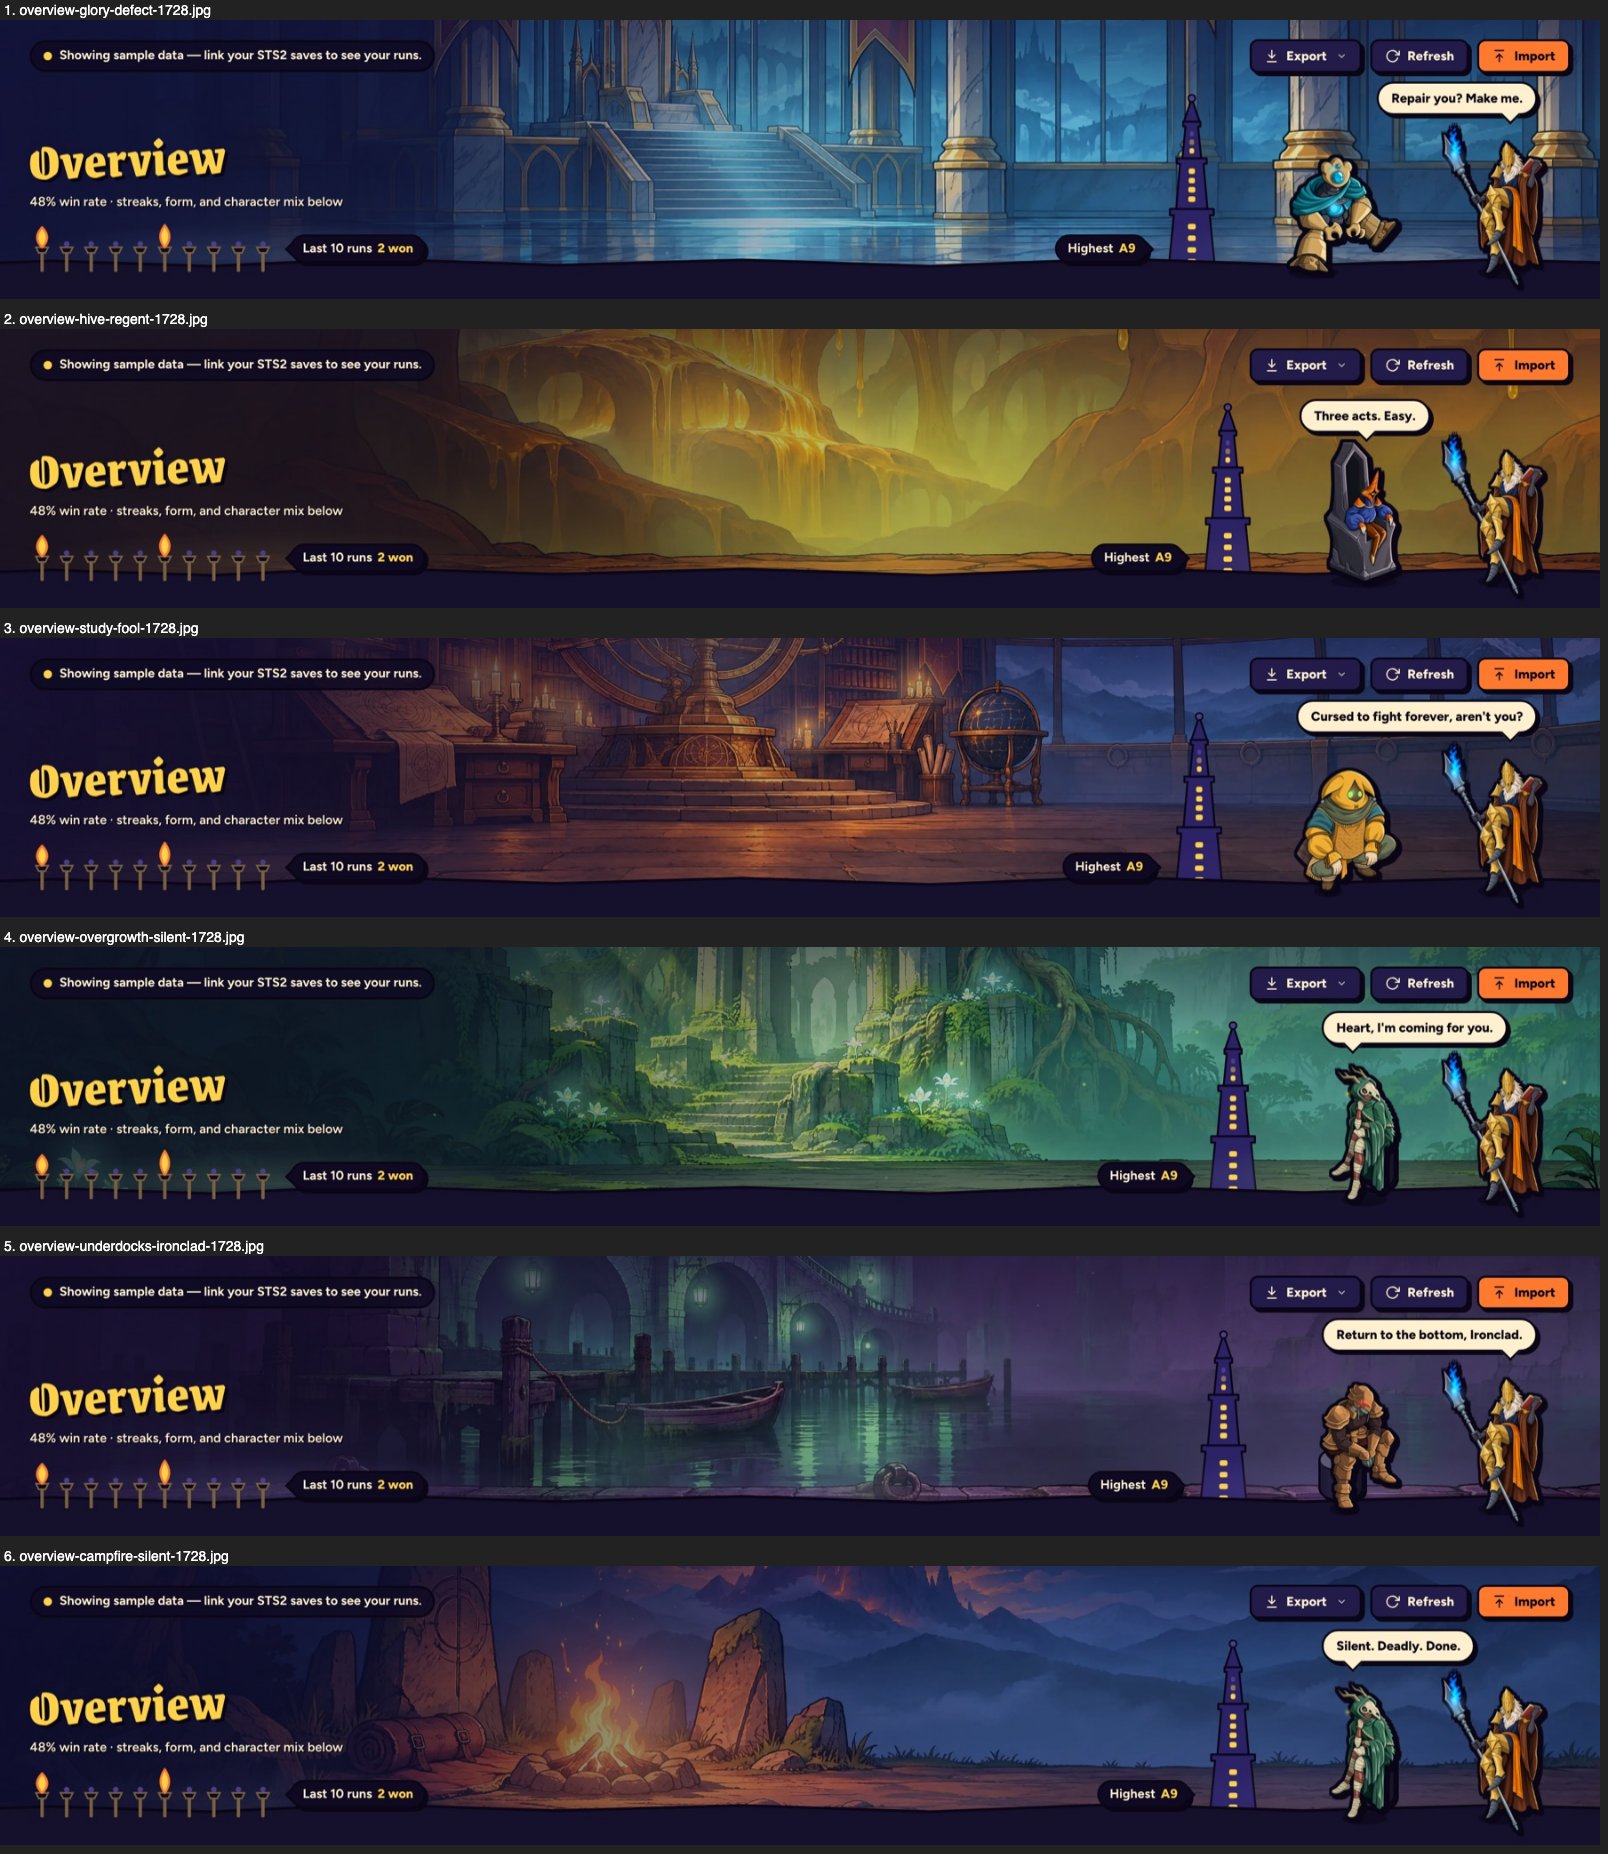 1. overview-glory-defect-1728.jpg
Showing sample data — link your STS2 saves to see your runs.
Export
Refresh
Import
Repair you? Make me.
Overview
48% win rate · streaks, form, and character mix below
Last 10 runs 2 won
Highest A9
2. overview-hive-regent-1728.jpg
Showing sample data — link your STS2 saves to see your runs.
Export
Refresh
Import
Three acts. Easy.
Overview
48% win rate · streaks, form, and character mix below
Last 10 runs 2 won
Highest A9
3. overview-study-fool-1728.jpg
Showing sample data — link your STS2 saves to see your runs.
Export
Refresh
Import
Cursed to fight forever, aren't you?
Overview
48% win rate · streaks, form, and character mix below
Last 10 runs 2 won
Highest A9
4. overview-overgrowth-silent-1728.jpg
Showing sample data — link your STS2 saves to see your runs.
Export
Refresh
Import
Heart, I'm coming for you.
Overview
48% win rate · streaks, form, and character mix below
Last 10 runs 2 won
Highest A9
5. overview-underdocks-ironclad-1728.jpg
Showing sample data — link your STS2 saves to see your runs.
Export
Refresh
Import
Return to the bottom, Ironclad.
Overview
48% win rate · streaks, form, and character mix below
Last 10 runs 2 won
Highest A9
6. overview-campfire-silent-1728.jpg
Showing sample data — link your STS2 saves to see your runs.
Export
Refresh
Import
Silent. Deadly. Done.
Overview
48% win rate · streaks, form, and character mix below
Last 10 runs 2 won
Highest A9